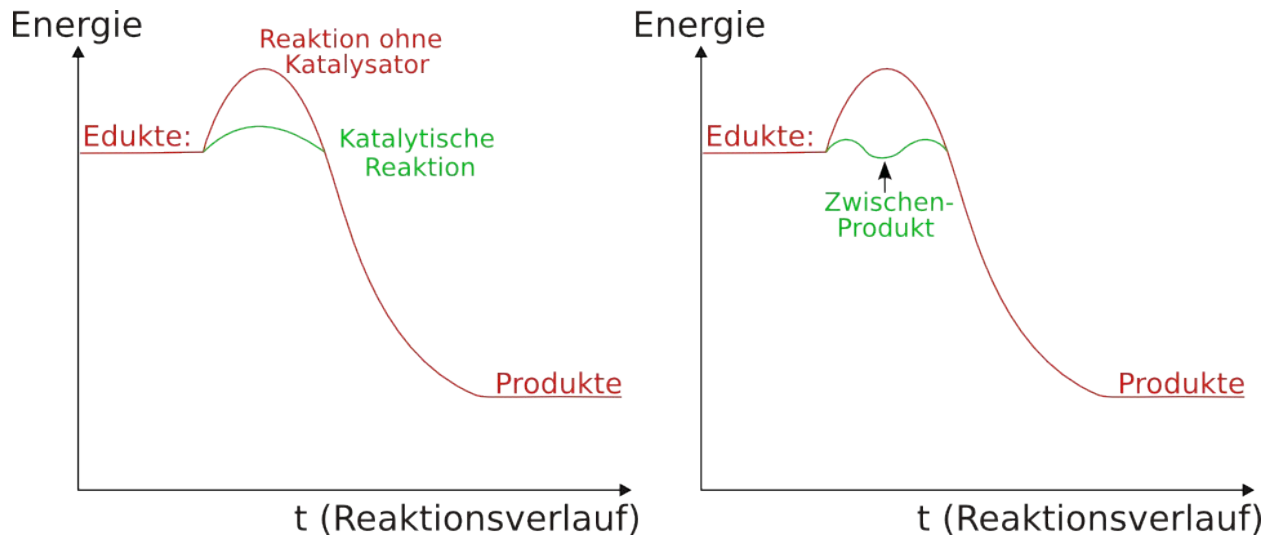 Energie
Reaktion ohne
Katalysator
Edukte:
Katalytische
Reaktion
Produkte
t (Reaktionsverlauf)
Energie
Edukte:
Zwischen-
Produkt
Produkte
t (Reaktionsverlauf)